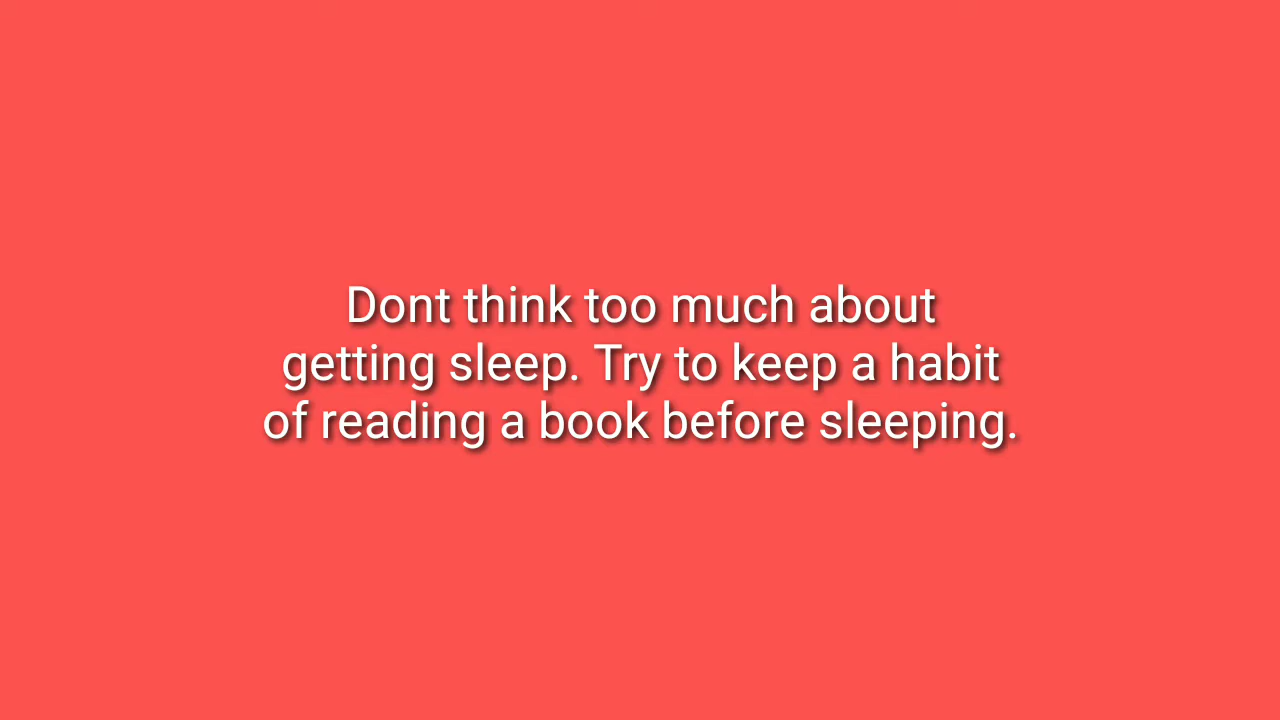 Dont think too much about
getting sleep. Try to keep a habit
of reading a book before sleeping.